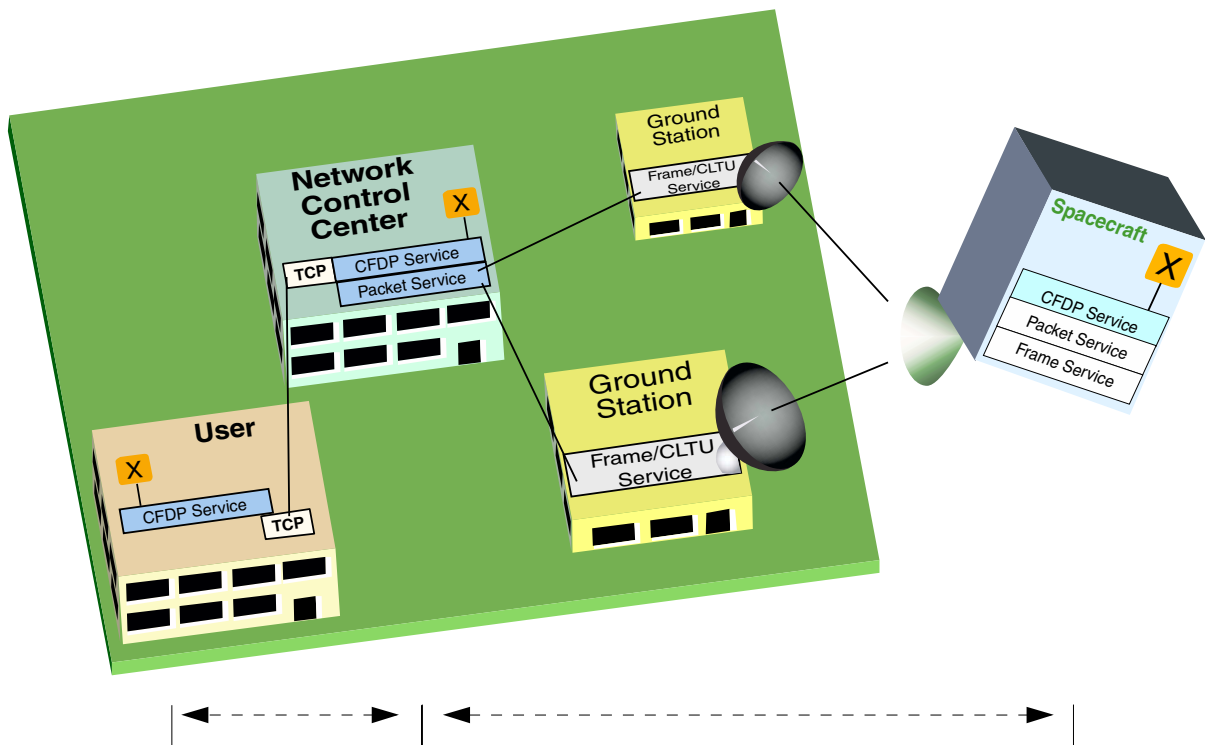 Ground
Station
Frame/CLTU
Service
Network
Control
Center
X
TCP
CFDP Service
Packet Service
Spacecraft
X
CFDP Service
Packet Service
Frame Service
Ground
Station
Frame/CLTU
Service
User
X
CFDP Service
TCP